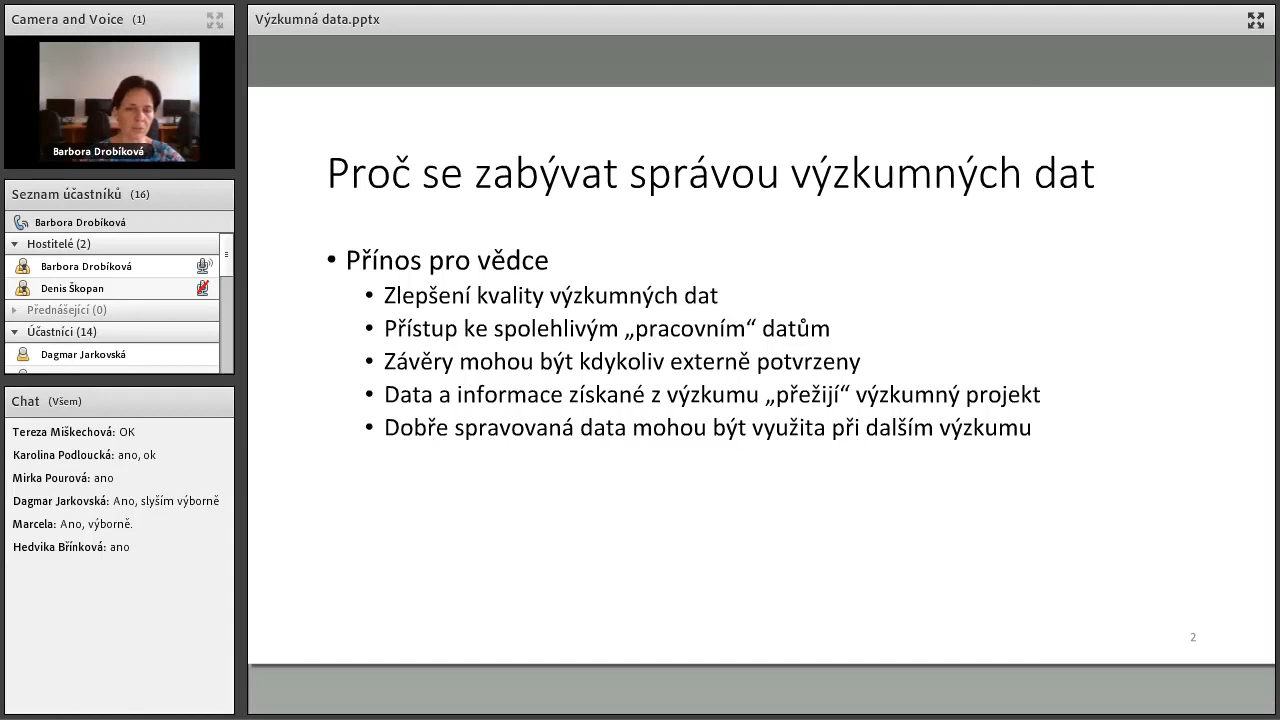 Camera and Voice (1)
Barbora Drobíková
Seznam účastníků (16)
Barbora Drobíková
Hostitelé (2)
Barbora Drobíková
Denis Škopan
Přednášející (0)
Účastníci (14)
Dagmar Jarkovská
Chat (Všem)
Tereza Miškechová: OK
Karolina Podloucká: ano, ok
Mirka Pourová: ano
Dagmar Jarkovská: Ano, slyším výborně
Marcela: Ano, výborně.
Hedvika Břínková: ano
Výzkumná data.pptx
Proč se zabývat správou výzkumných dat
• Přínos pro vědce
• Zlepšení kvality výzkumných dat
• Přístup ke spolehlivým „pracovním“ datům
• Závěry mohou být kdykoliv externě potvrzeny
• Data a informace získané z výzkumu „přežijí“ výzkumný projekt
• Dobře spravovaná data mohou být využita při dalším výzkumu
2